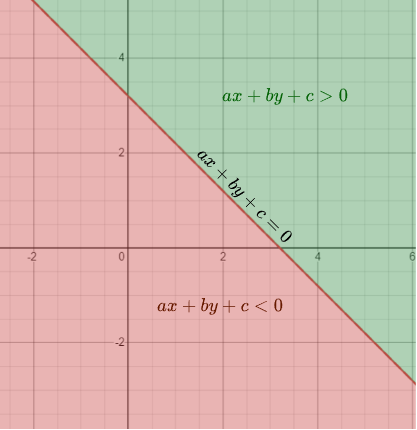 4
ax + by + c > 0
2
ax + by + c = 0
-2
0
2
4
6
ax + by + c < 0
-2